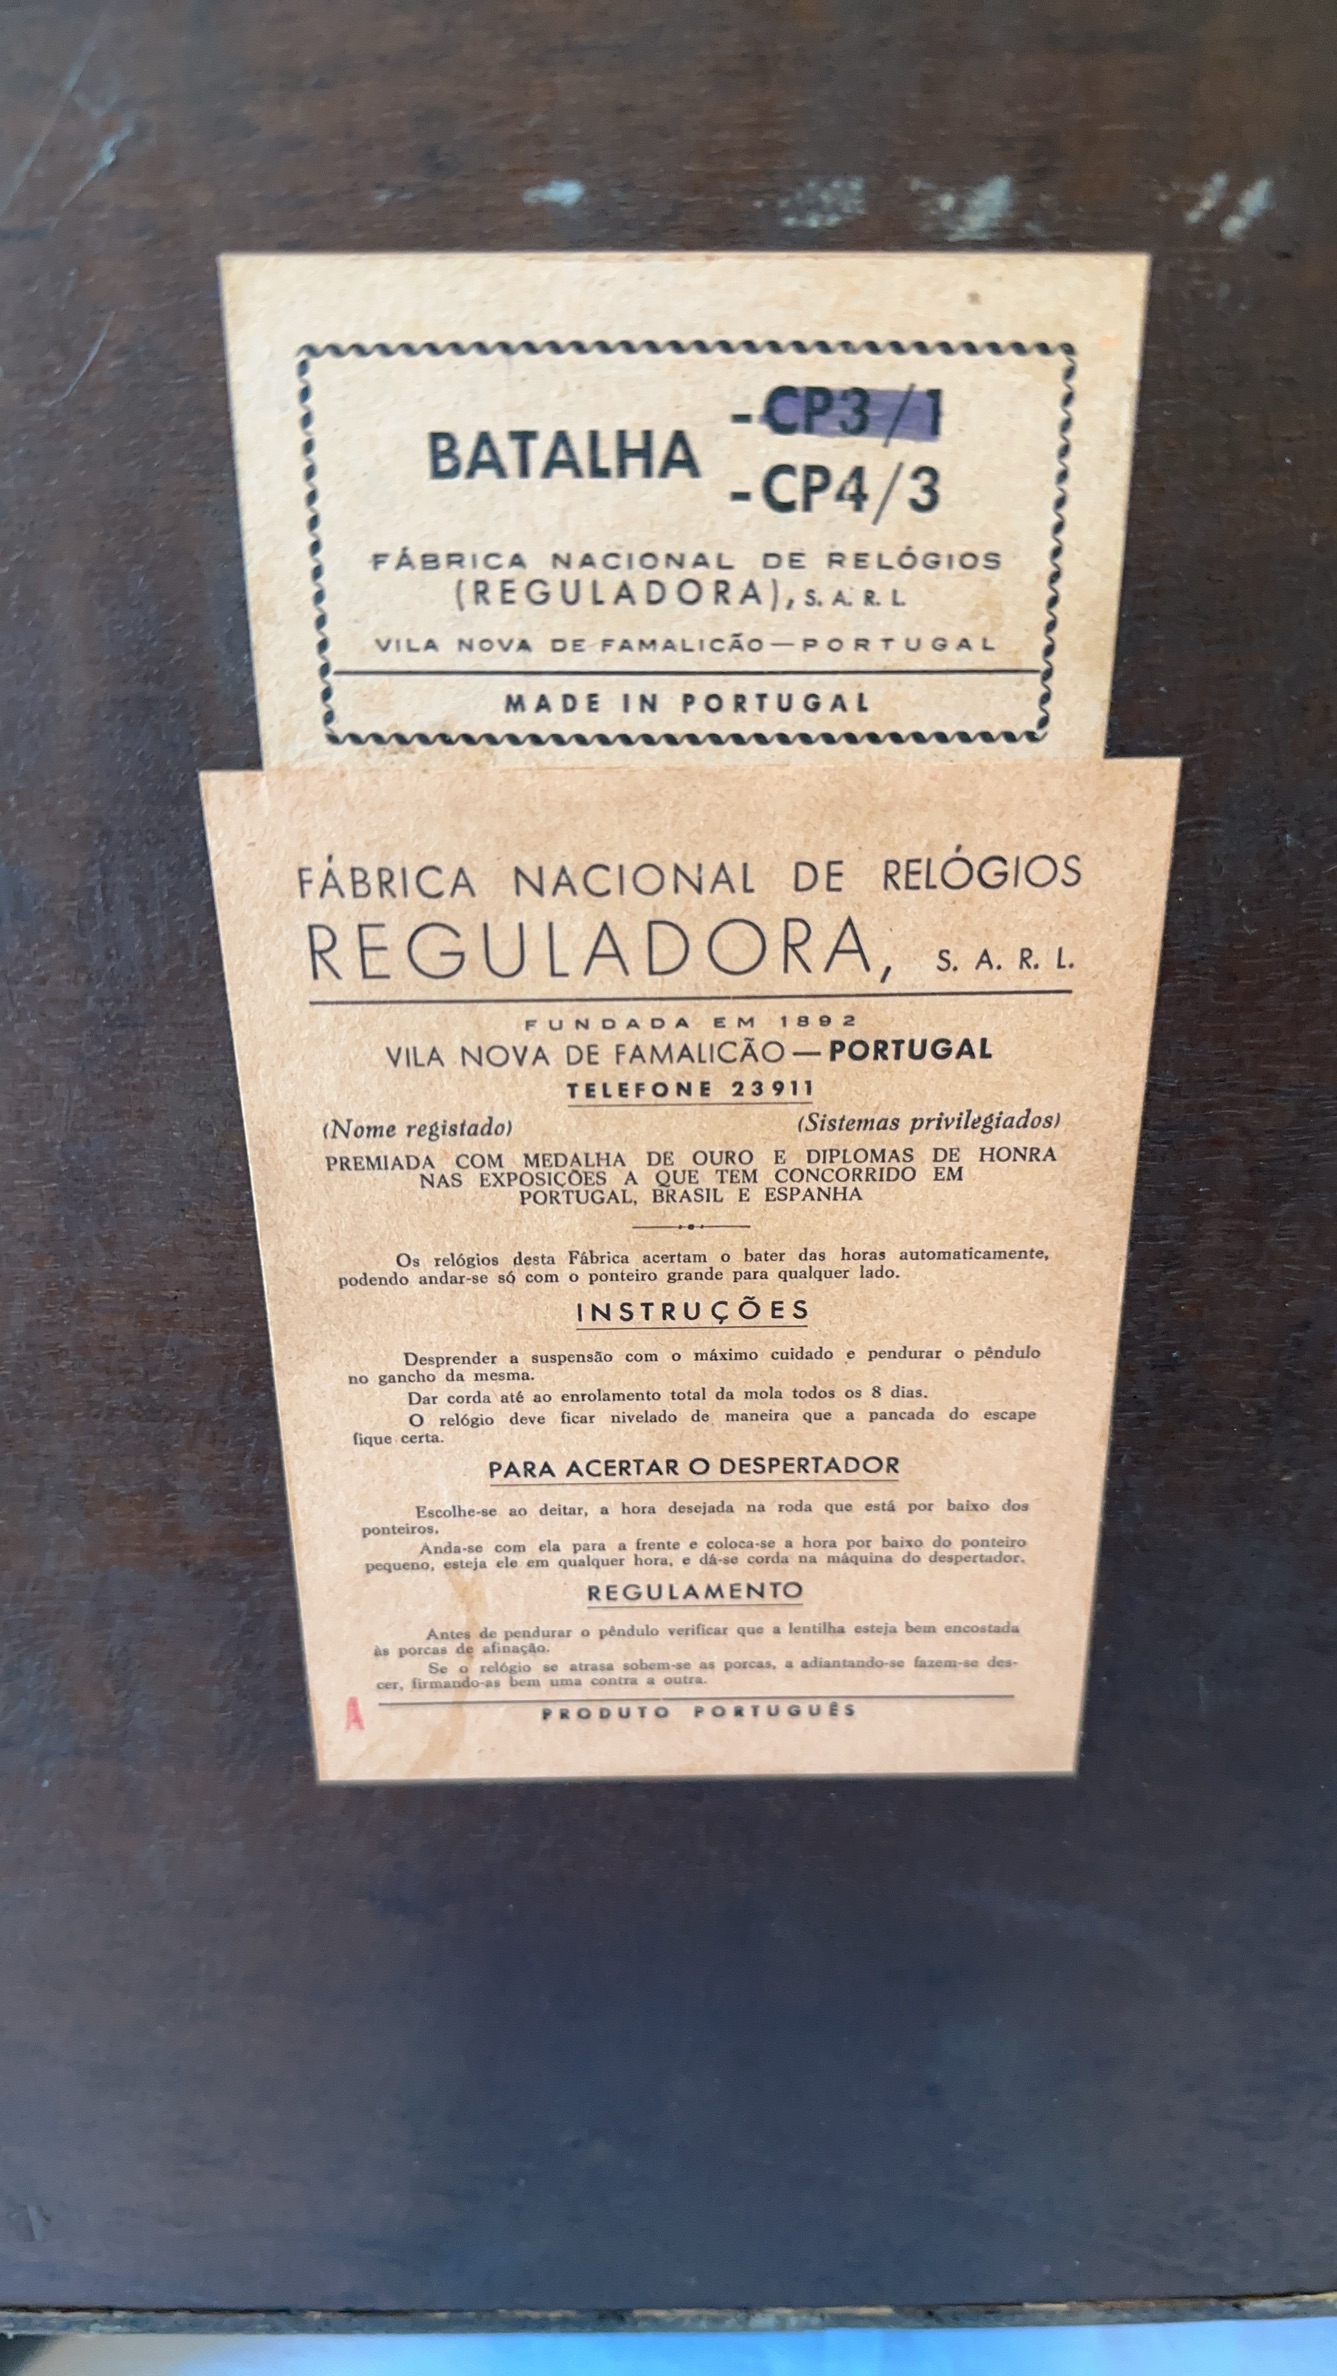 BATALHA -CP3/1
-CP4/3
FÁBRICA NACIONAL DE RELÓGIOS
(REGULADORA), S. A. R. L
VILA NOVA DE FAMALICÃO—PORTUGAL
MADE IN PORTUGAL
FÁBRICA NACIONAL DE RELÓGIOS
REGULADORA, S. A. R. L.
FUNDADA EM 1892
VILA NOVA DE FAMALICÃO—PORTUGAL
TELEFONE 23911
(Nome registado) (Sistemas privilegiados)
PREMIADA COM MEDALHA DE OURO E DIPLOMAS DE HONRA
NAS EXPOSIÇÕES A QUE TEM CONCORRIDO EM
PORTUGAL, BRASIL E ESPANHA
Os relógios desta Fábrica acertam o bater das horas automaticamente,
podendo andar-se só com o ponteiro grande para qualquer lado.
INSTRUÇÕES
Desprender a suspensão com o máximo cuidado e pendurar o pêndulo
no gancho da mesma.
Dar corda até ao enrolamento total da mola todos os 8 dias.
O relógio deve ficar nivelado de maneira que a pancada do escape
fique certa.
PARA ACERTAR O DESPERTADOR
Escolhe-se ao deitar, a hora desejada na roda que está por baixo dos
ponteiros.
Anda-se com ela para a frente e coloca-se a hora por baixo do ponteiro
pequeno, esteja ele em qualquer hora, e dá-se corda na máquina do despertador.
REGULAMENTO
Antes de pendurar o pêndulo verificar que a lentilha esteja bem encostada
às porcas de afinação.
Se o relógio se atrasa sobem-se as porcas, a adiantando-se fazem-se des-
cer, firmando-as bem uma contra a outra.
A
PRODUTO PORTUGUÊS